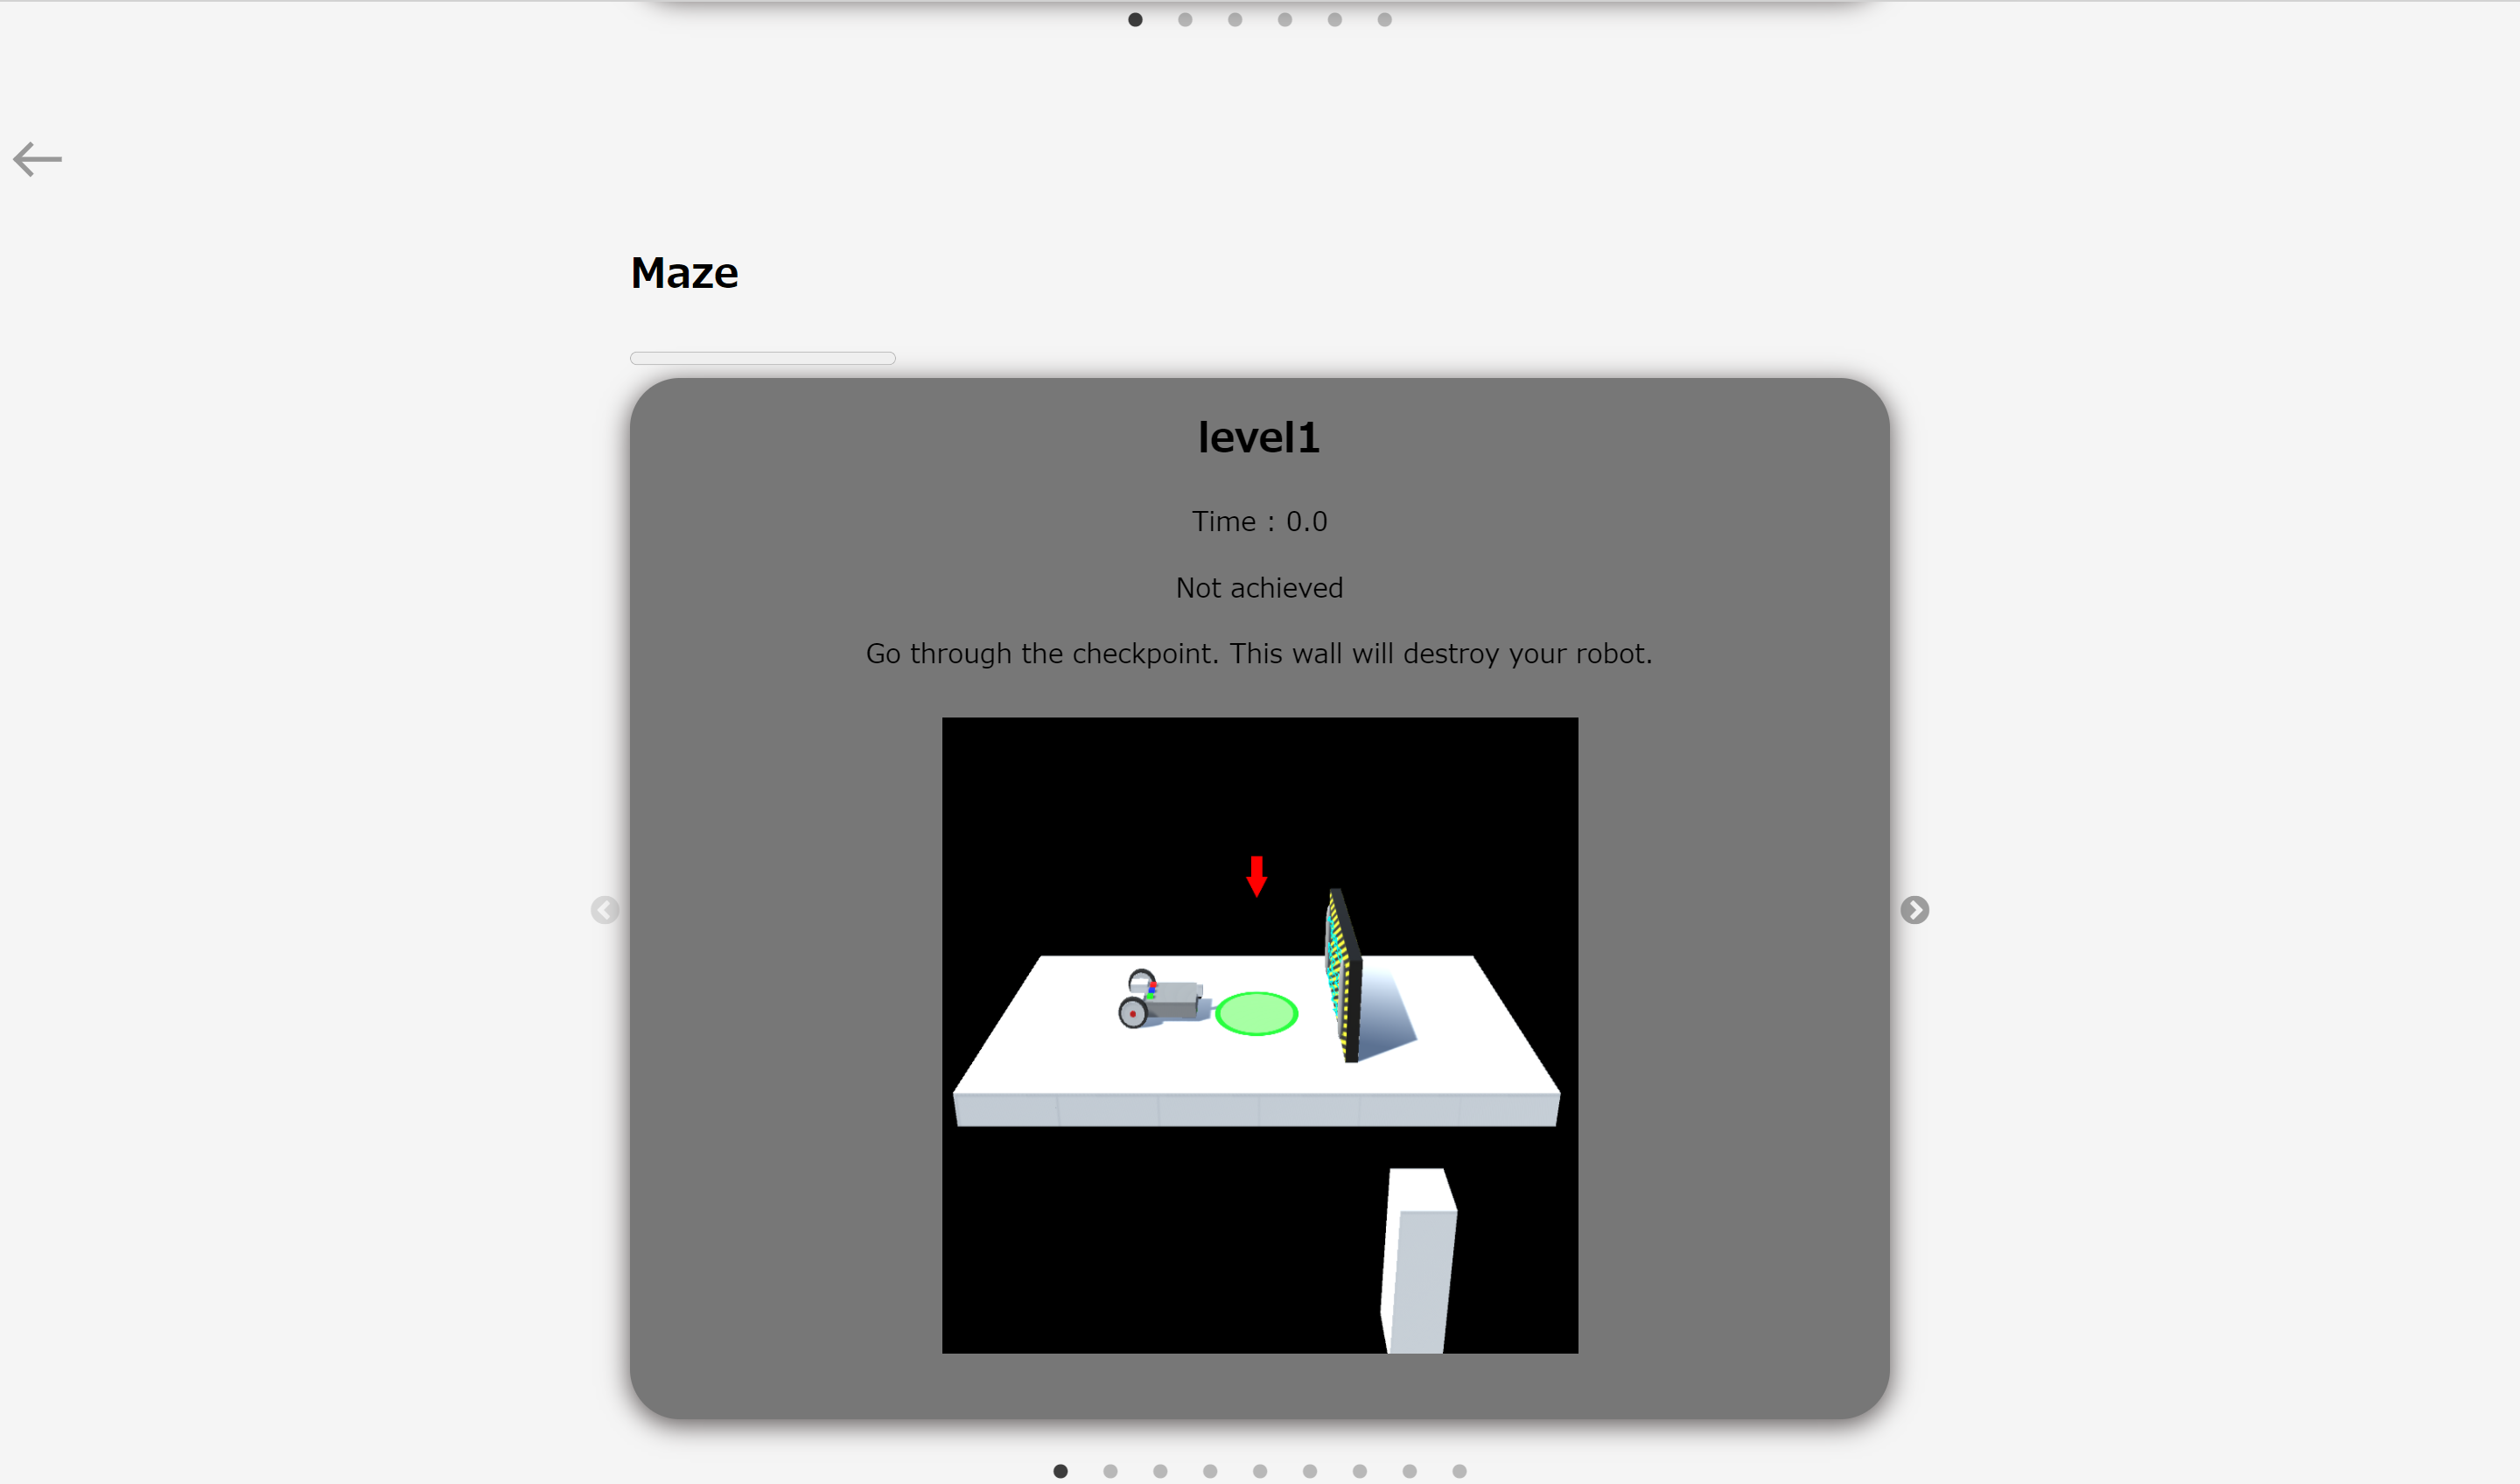 Maze
level1
Time : 0.0
Not achieved
Go through the checkpoint. This wall will destroy your robot.